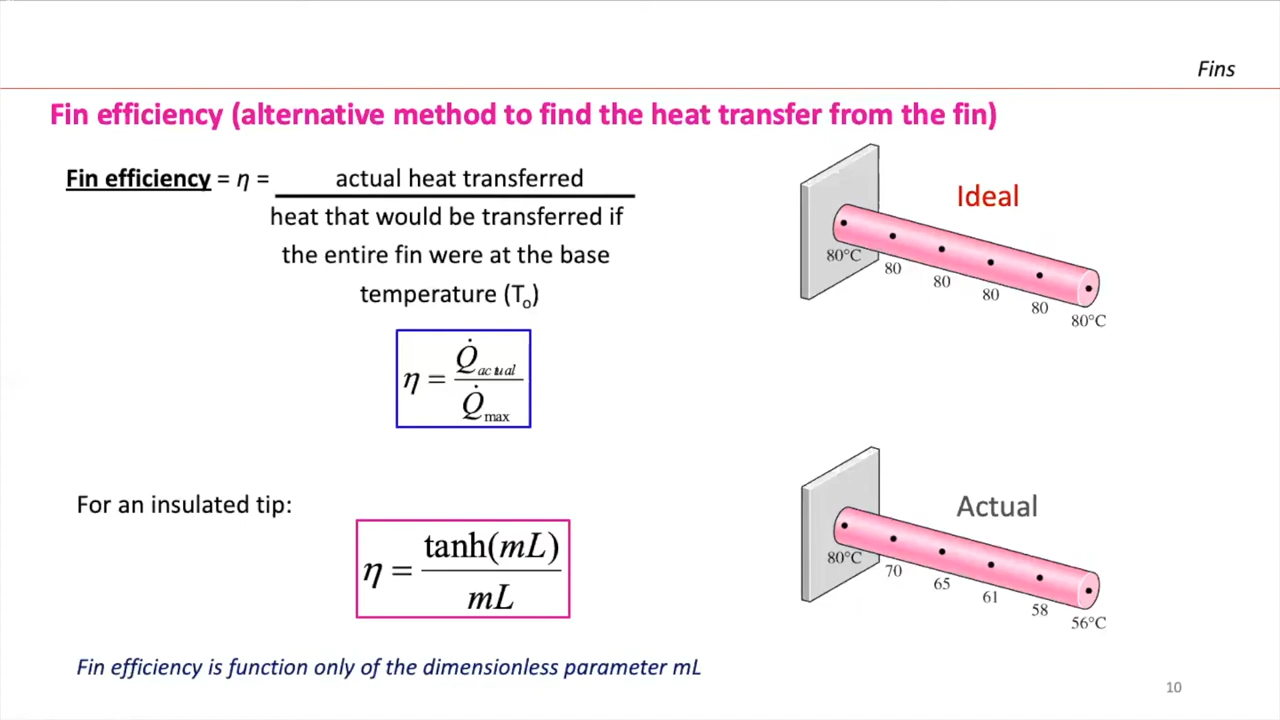 Fins
Fin efficiency (alternative method to find the heat transfer from the fin)
Fin efficiency = η = actual heat transferred
heat that would be transferred if
the entire fin were at the base
temperature (To)
η = Q̇actual / Q̇max
For an insulated tip:
η = tanh(mL) / mL
Fin efficiency is function only of the dimensionless parameter mL
Ideal
80°C
80
80
80
80
80°C
Actual
80°C
70
65
61
58
56°C
10